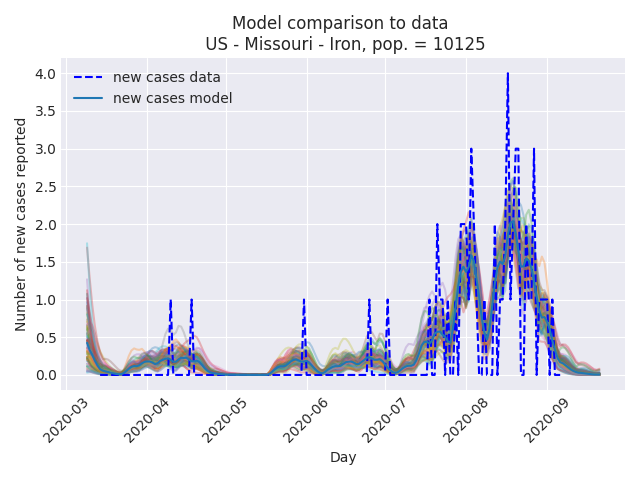 Model comparison to data
US - Missouri - Iron, pop. = 10125
new cases data
new cases model
Number of new cases reported
4.0
3.5
3.0
2.5
2.0
1.5
1.0
0.5
0.0
2020-03
2020-04
2020-05
2020-06
2020-07
2020-08
2020-09
Day